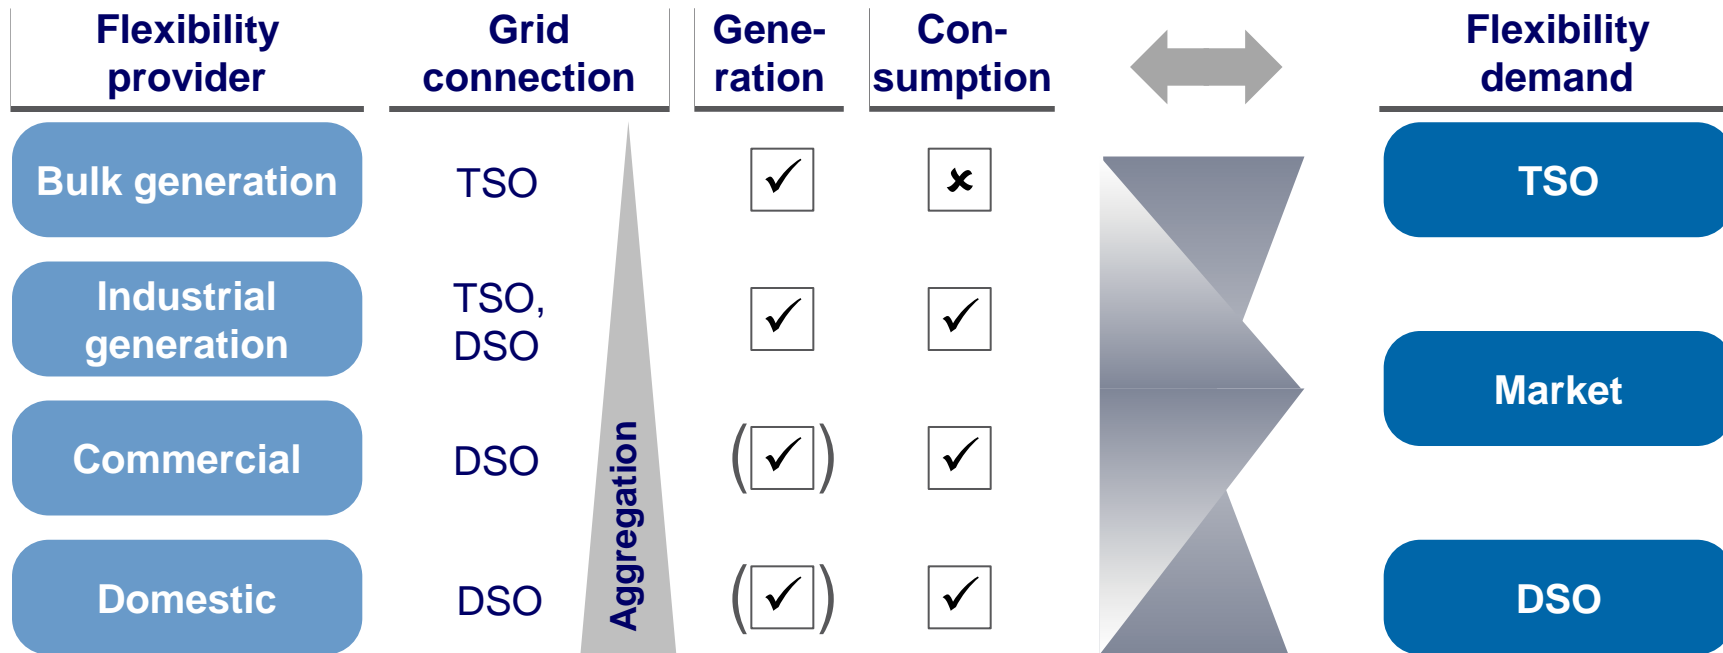 Flexibility
provider
Grid
connection
Gene-
ration
Con-
sumption
Flexibility
demand
Bulk generation
TSO
TSO
Industrial
generation
TSO,
DSO
Market
Commercial
DSO
(
)
Domestic
DSO
(
)
DSO
Aggregation